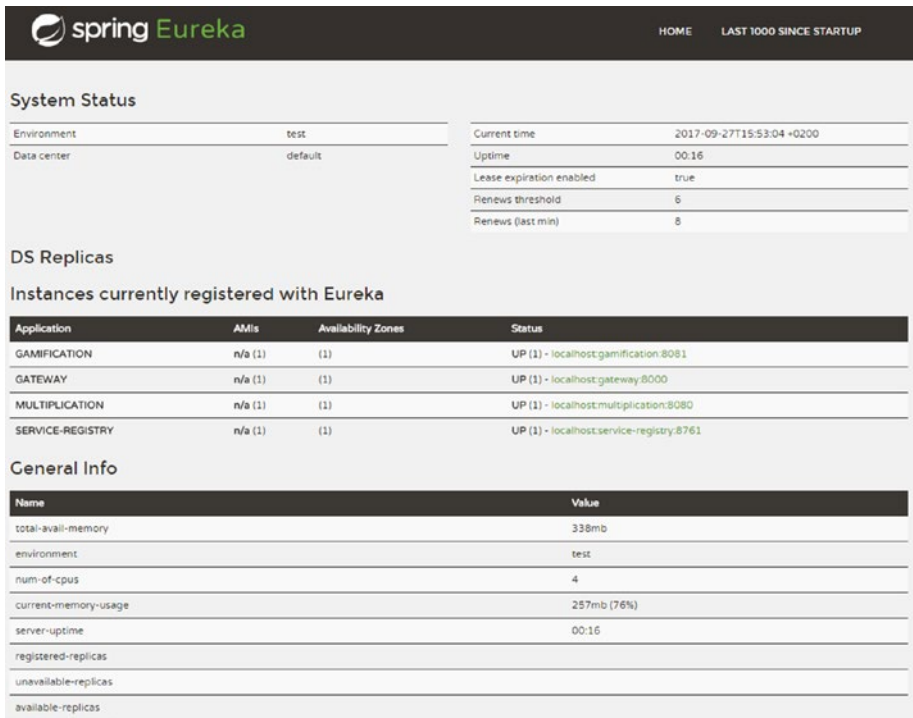 spring Eureka HOME LAST 1000 SINCE STARTUP
System Status
Environment test Current time 2017-09-27T15:53:04 +0200
Data center default Uptime 00:16
Lease expiration enabled true
Renews threshold 6
Renews (last min) 8
DS Replicas
Instances currently registered with Eureka
Application AMIs Availability Zones Status
GAMIFICATION n/a (1) (1) UP (1) - localhost:gamification:8081
GATEWAY n/a (1) (1) UP (1) - localhost:gateway:8000
MULTIPLICATION n/a (1) (1) UP (1) - localhost:multiplication:8080
SERVICE-REGISTRY n/a (1) (1) UP (1) - localhost:service-registry:8761
General Info
Name Value
total-avail-memory 338mb
environment test
num-of-cpus 4
current-memory-usage 257mb (76%)
server-uptime 00:16
registered-replicas
unavailable-replicas
available-replicas